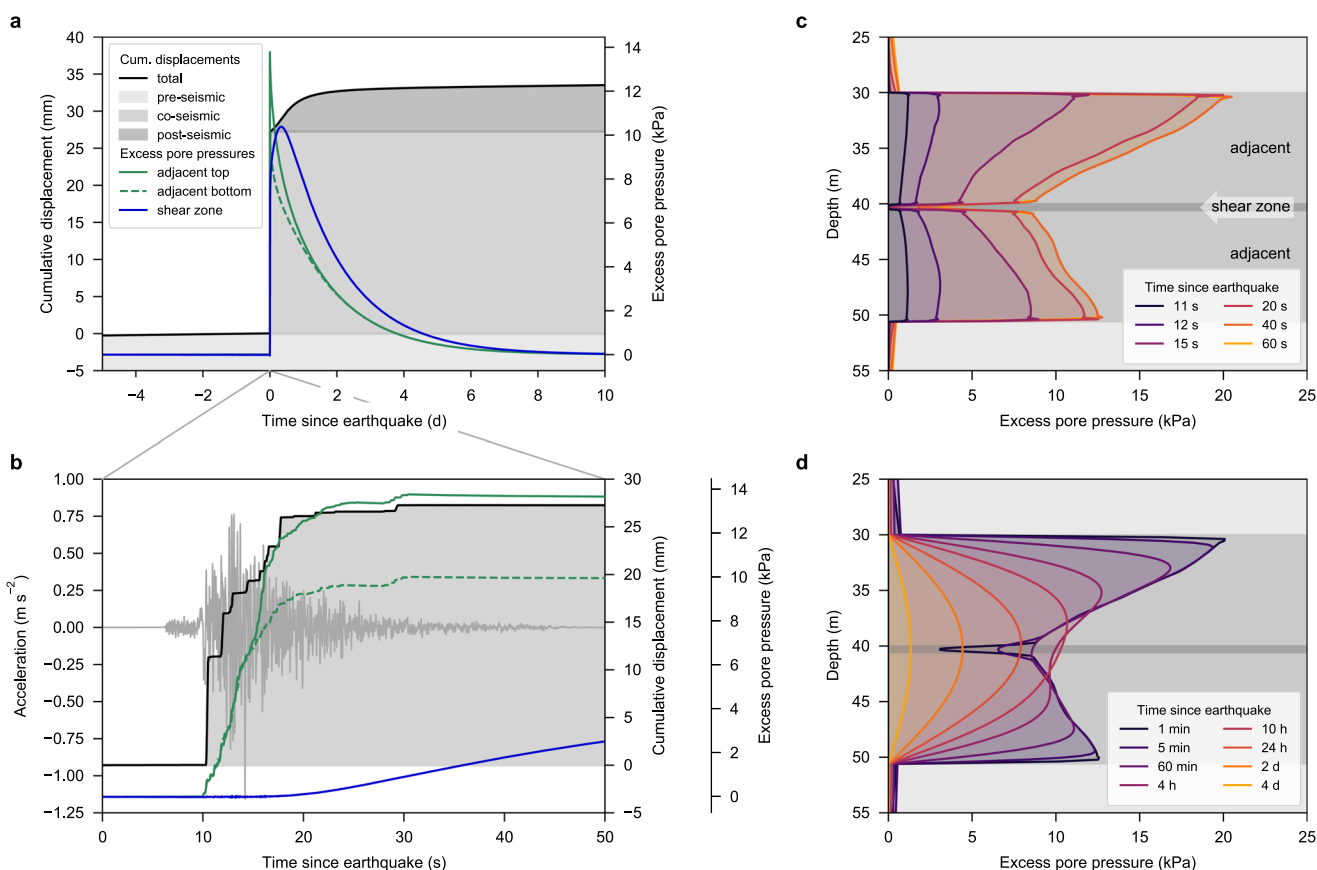 a
Cumulative displacement (mm)
40
35
30
25
20
15
10
5
0
−5
Cum. displacements
total
pre-seismic
co-seismic
post-seismic
Excess pore pressures
adjacent top
adjacent bottom
shear zone
14
12
10
8
6
4
2
0
Excess pore pressure (kPa)
−4 −2 0 2 4 6 8 10
Time since earthquake (d)
b
Acceleration (m s⁻²)
1.00
0.75
0.50
0.25
0.00
−0.25
−0.50
−0.75
−1.00
−1.25
30
25
20
15
10
5
0
−5
Cumulative displacement (mm)
14
12
10
8
6
4
2
0
Excess pore pressure (kPa)
0 10 20 30 40 50
Time since earthquake (s)
c
Depth (m)
25
30
35
40
45
50
55
adjacent
shear zone
adjacent
Time since earthquake
11 s 20 s
12 s 40 s
15 s 60 s
0 5 10 15 20 25
Excess pore pressure (kPa)
d
Depth (m)
25
30
35
40
45
50
55
Time since earthquake
1 min 10 h
5 min 24 h
60 min 2 d
4 h 4 d
0 5 10 15 20 25
Excess pore pressure (kPa)